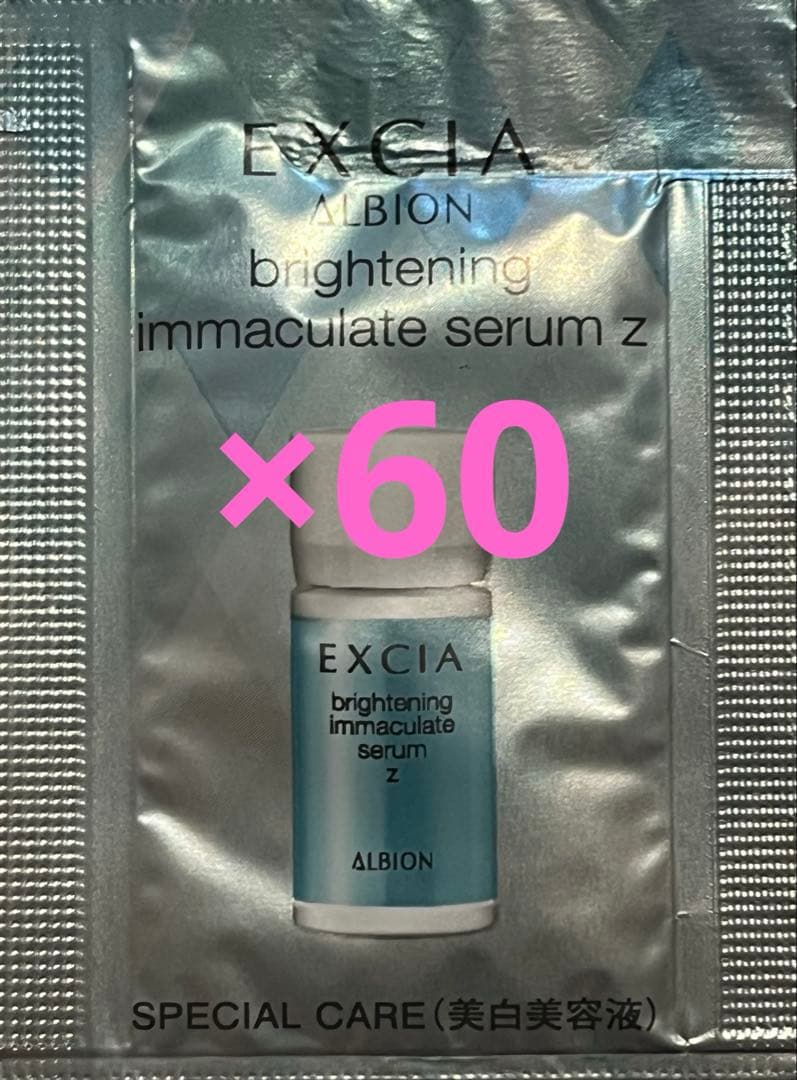 EXCIA
ALBION
brightening
immaculate serum z
×60
EXCIA
brightening
immaculate
serum
z
ALBION
SPECIAL CARE(美白美容液)